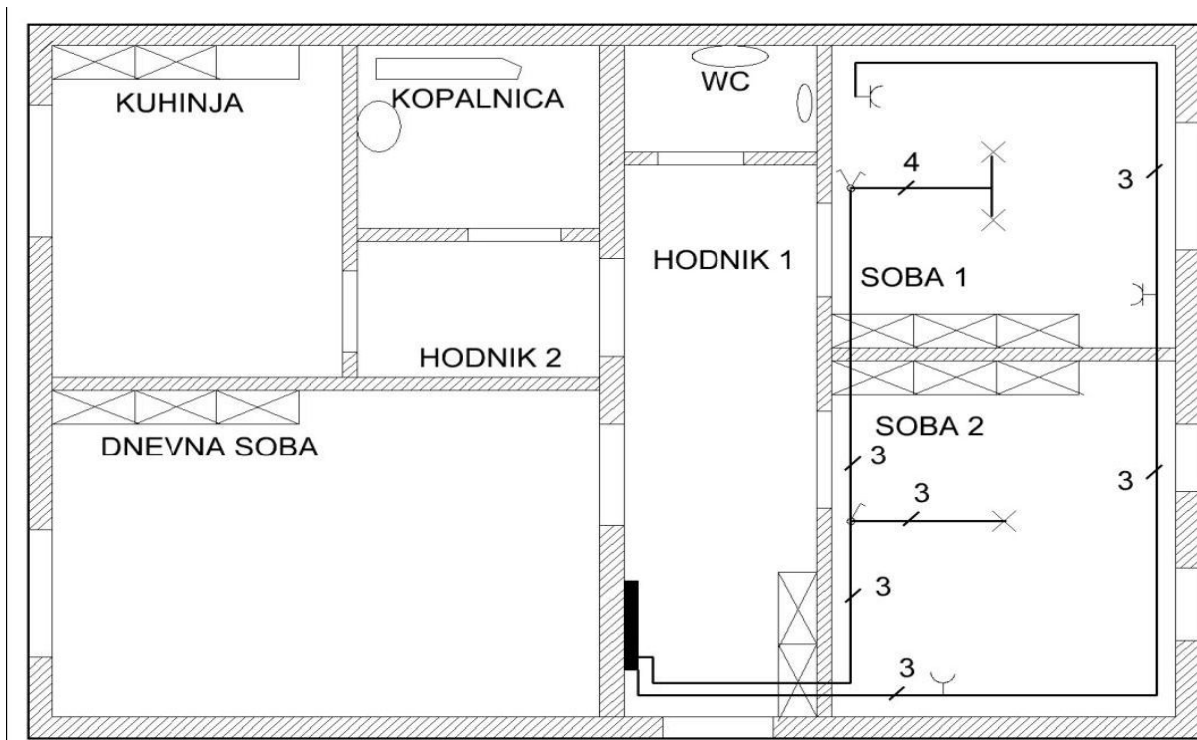 KUHINJA
KOPALNICA
WC
4
3
HODNIK 1
SOBA 1
HODNIK 2
DNEVNA SOBA
SOBA 2
3
3
3
3
3